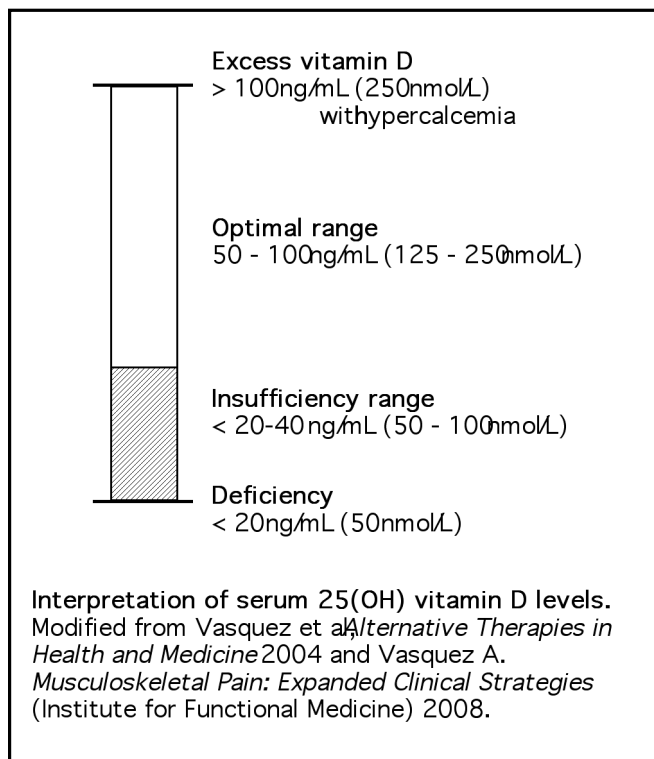 Excess vitamin D
> 100ng/mL (250nmol/L)
withypercalcemia
Optimal range
50 - 100ng/mL (125 - 250nmol/L)
Insufficiency range
< 20-40 ng/mL (50 - 100nmol/L)
Deficiency
< 20ng/mL (50nmol/L)
Interpretation of serum 25(OH) vitamin D levels.
Modified from Vasquez et al, Alternative Therapies in
Health and Medicine 2004 and Vasquez A.
Musculoskeletal Pain: Expanded Clinical Strategies
(Institute for Functional Medicine) 2008.